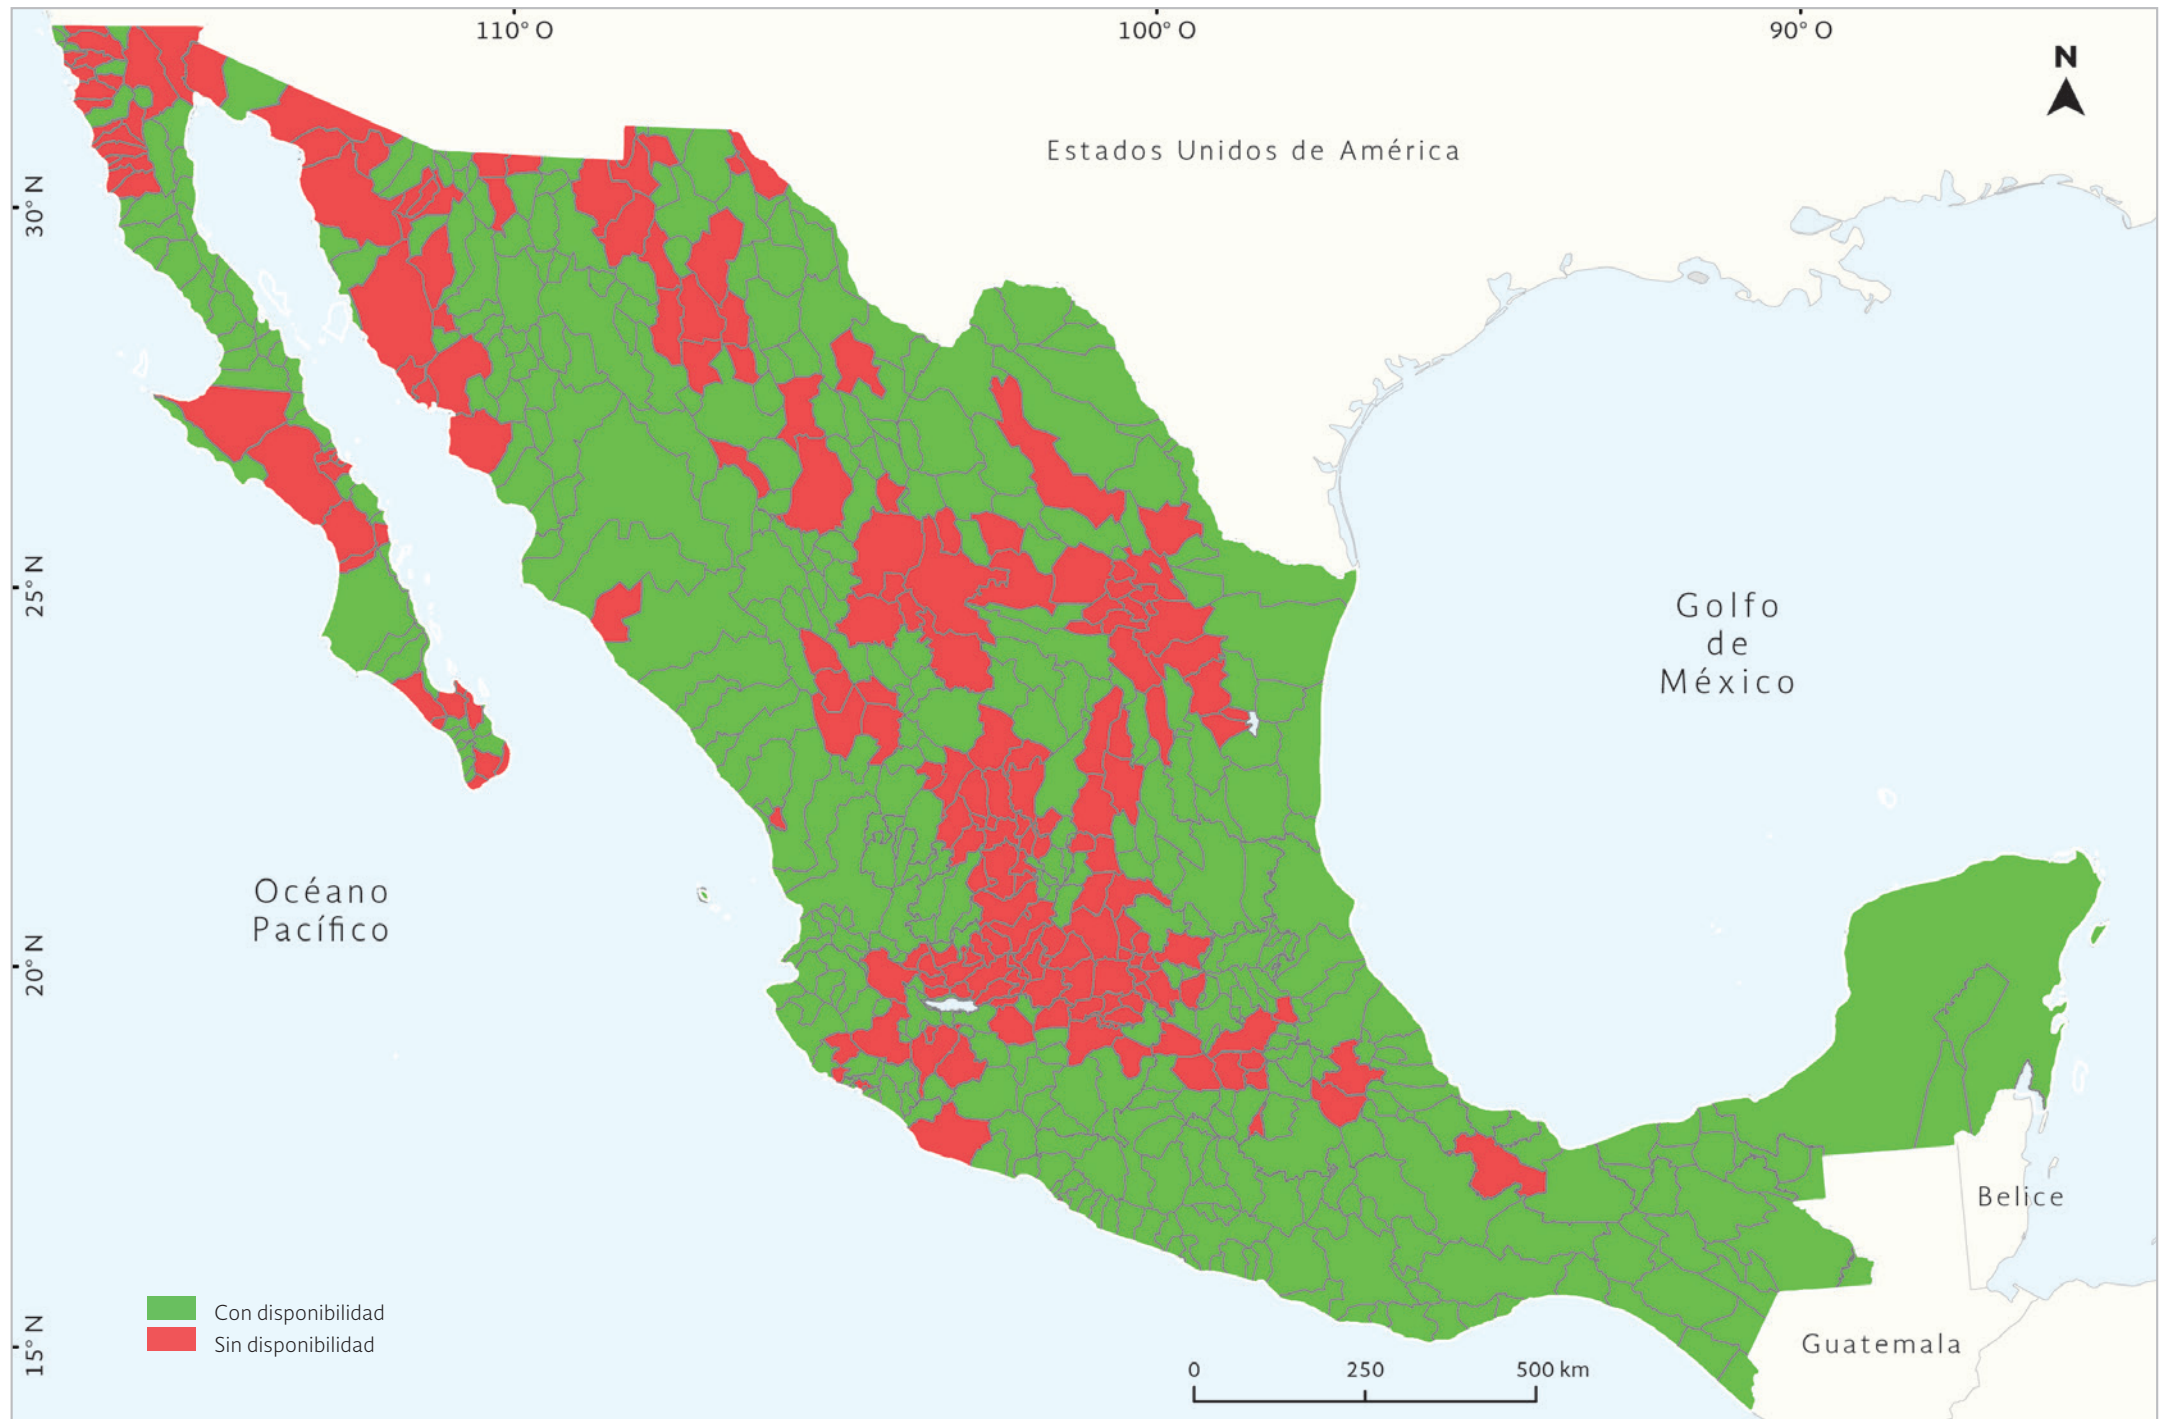 110° O
100° O
90° O
N
30° N
Estados Unidos de América
25° N
Golfo
de
México
Océano
Pacífico
20° N
Belice
Con disponibilidad
Sin disponibilidad
15° N
Guatemala
0 250 500 km